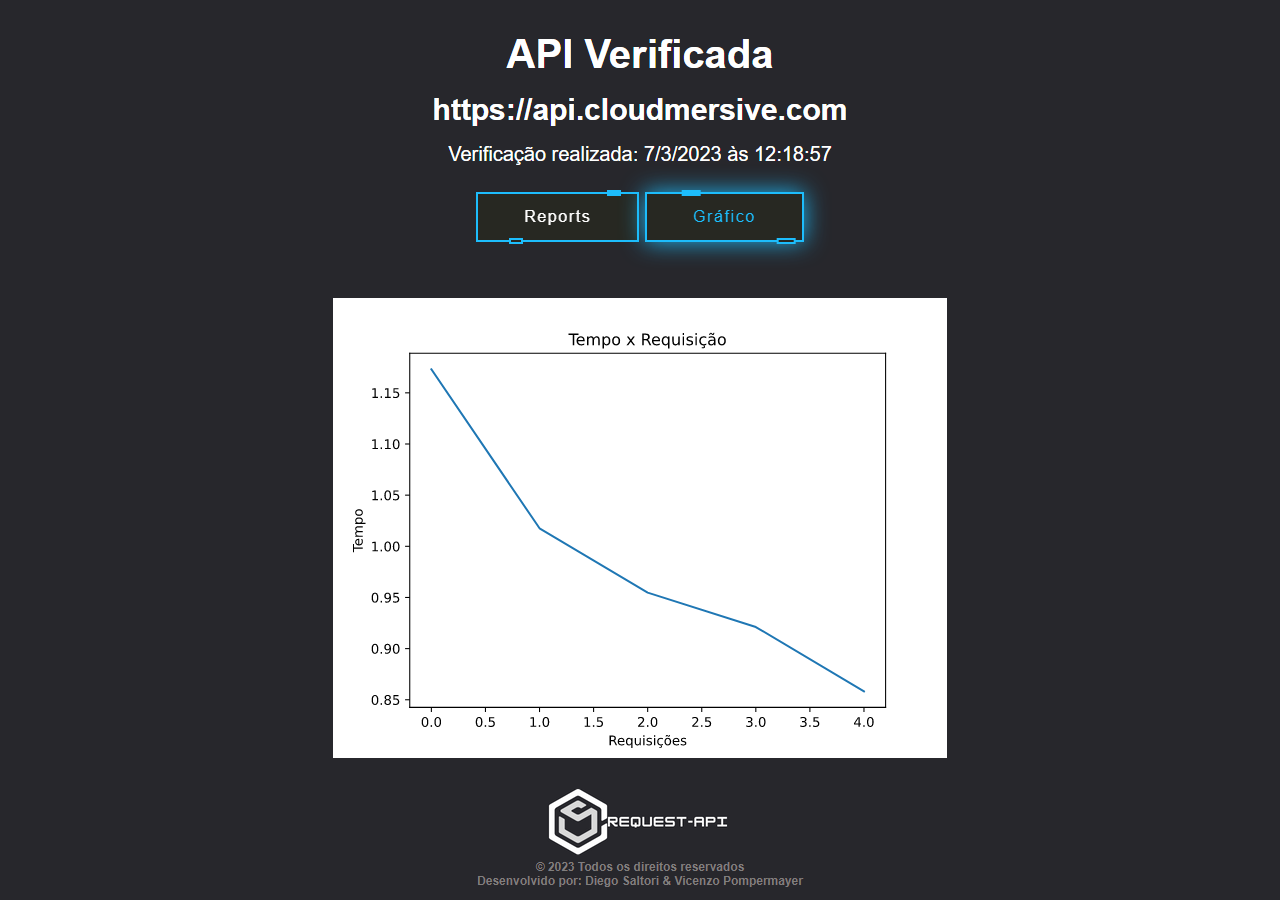 API Verificada
https://api.cloudmersive.com
Verificação realizada: 7/3/2023 às 12:18:57
Reports
Gráfico
Tempo x Requisição
1.15
1.10
1.05
1.00
0.95
0.90
0.85
Tempo
0.0 0.5 1.0 1.5 2.0 2.5 3.0 3.5 4.0
Requisições
REQUEST-API
© 2023 Todos os direitos reservados
Desenvolvido por: Diego Saltori & Vicenzo Pompermayer